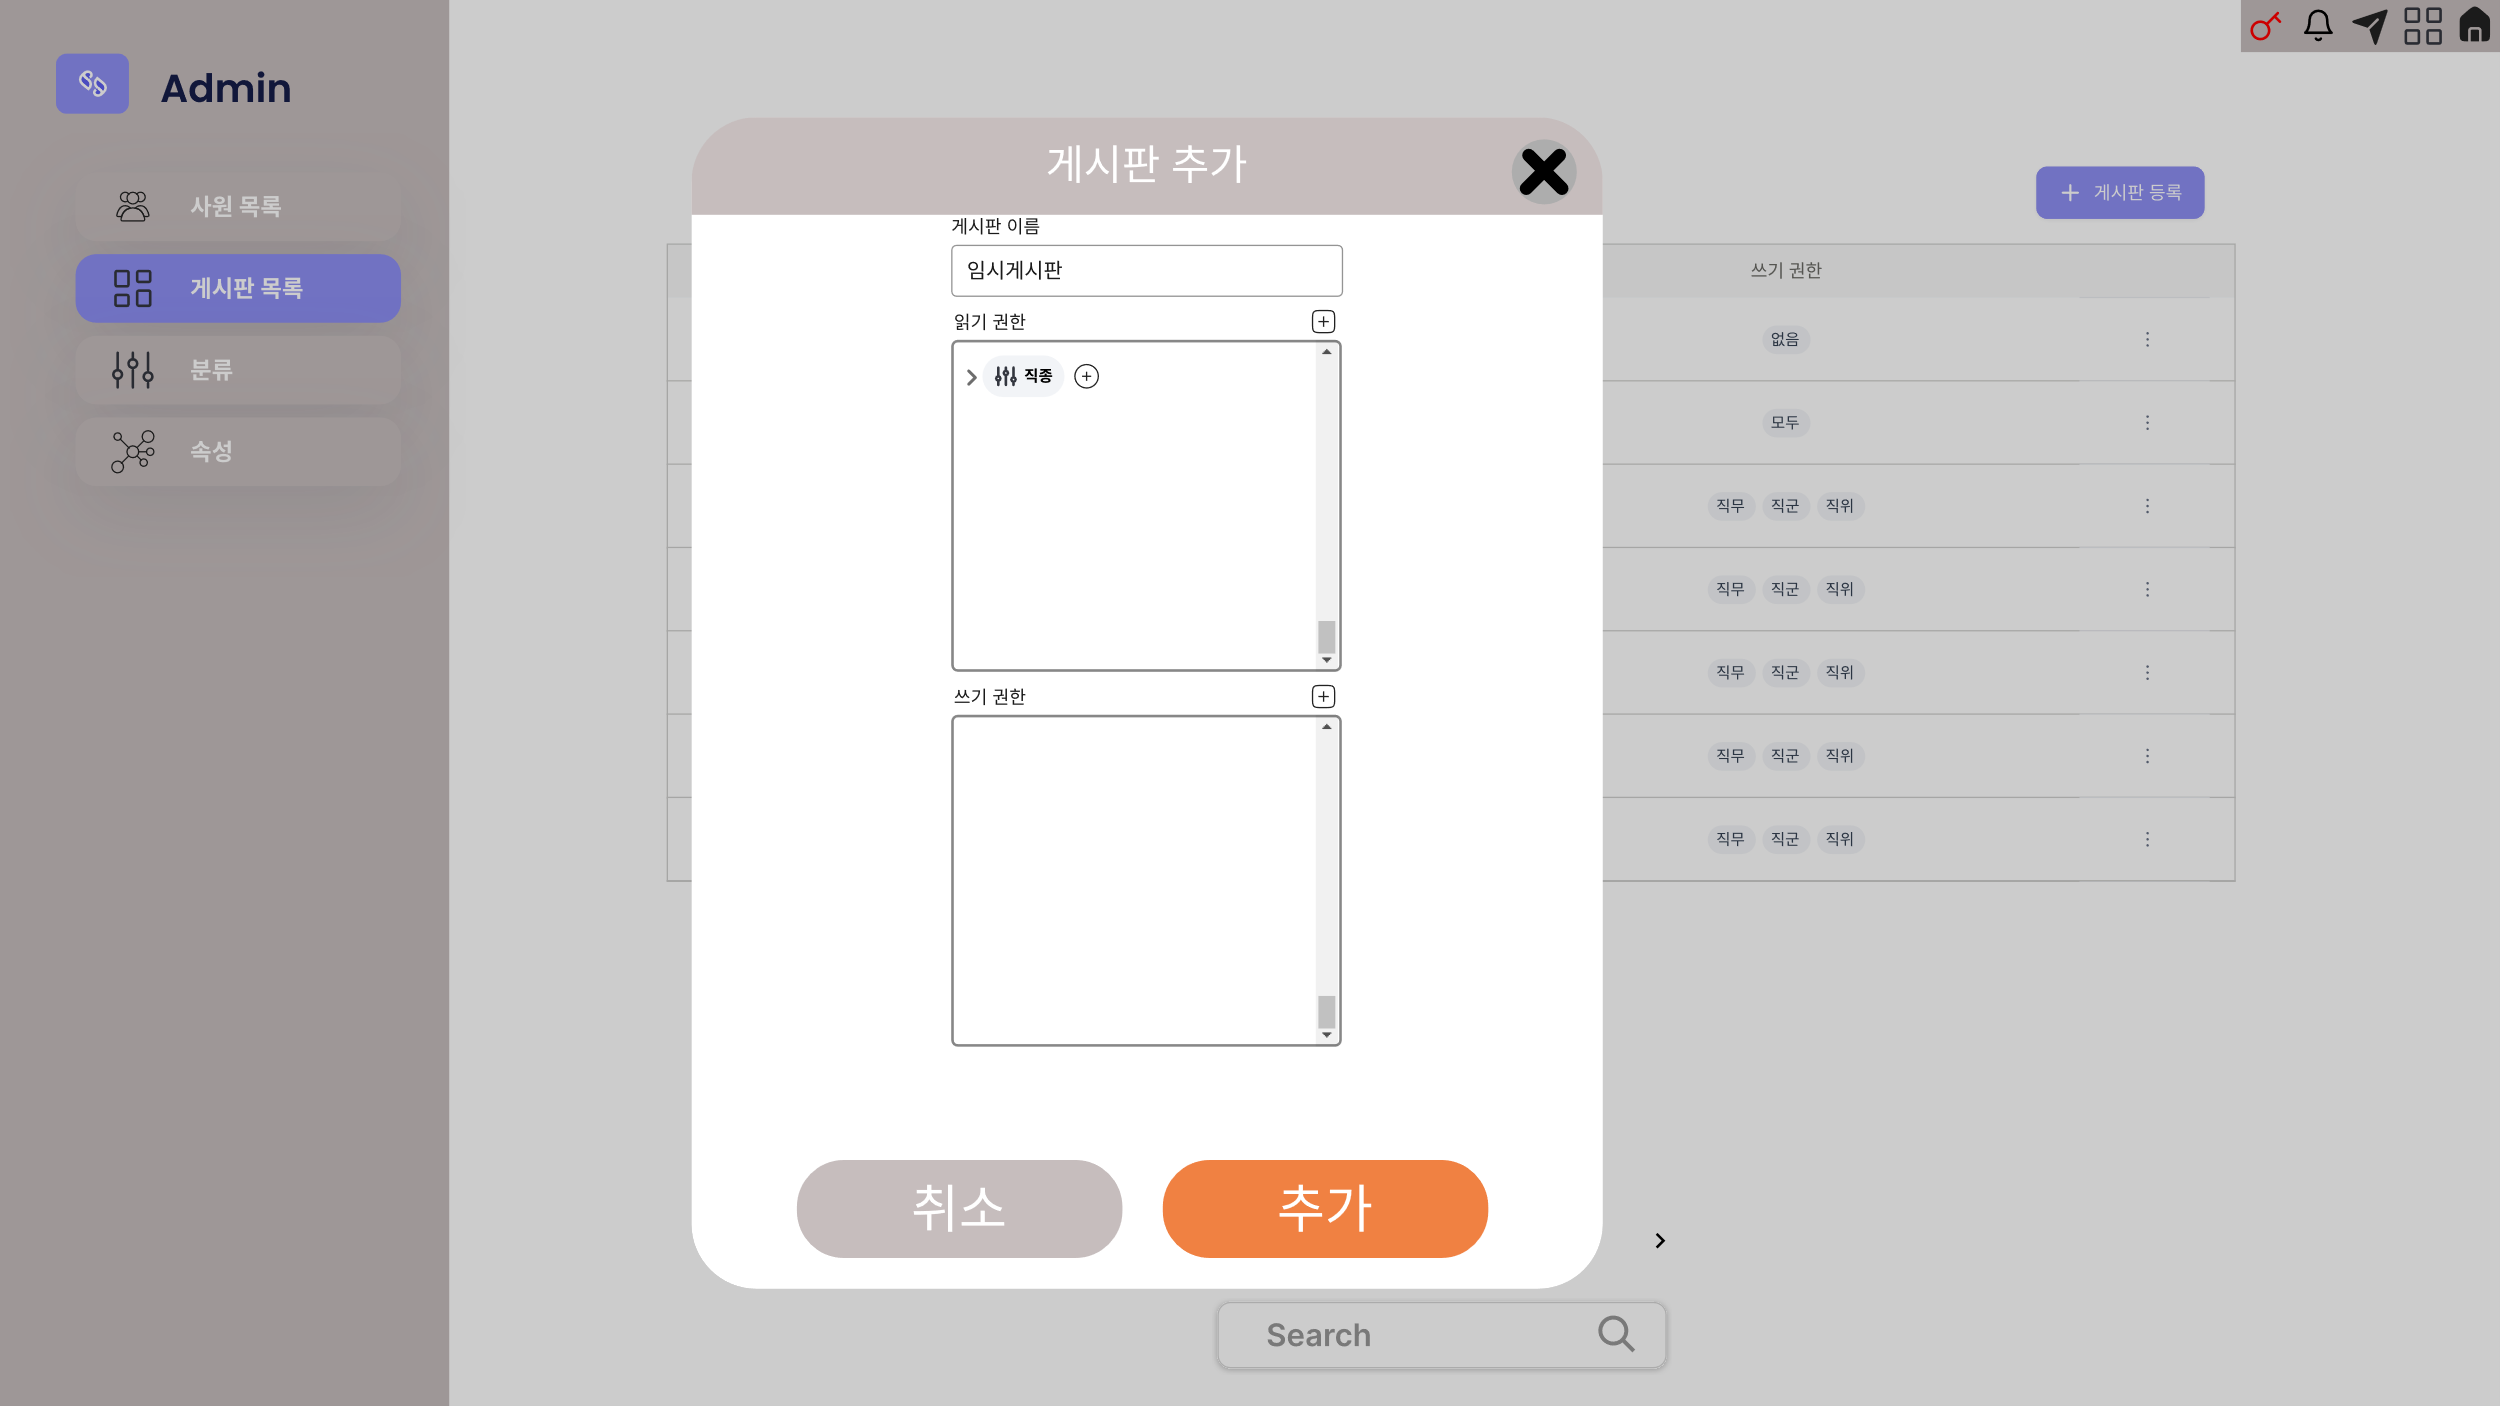 Admin
사원 목록
게시판 목록
분류
속성
게시판 추가
게시판 이름
임시게시판
읽기 권한
직종
쓰기 권한
취소
추가
게시판 등록
쓰기 권한
없음
모두
직무 직군 직위
직무 직군 직위
직무 직군 직위
직무 직군 직위
직무 직군 직위
Search